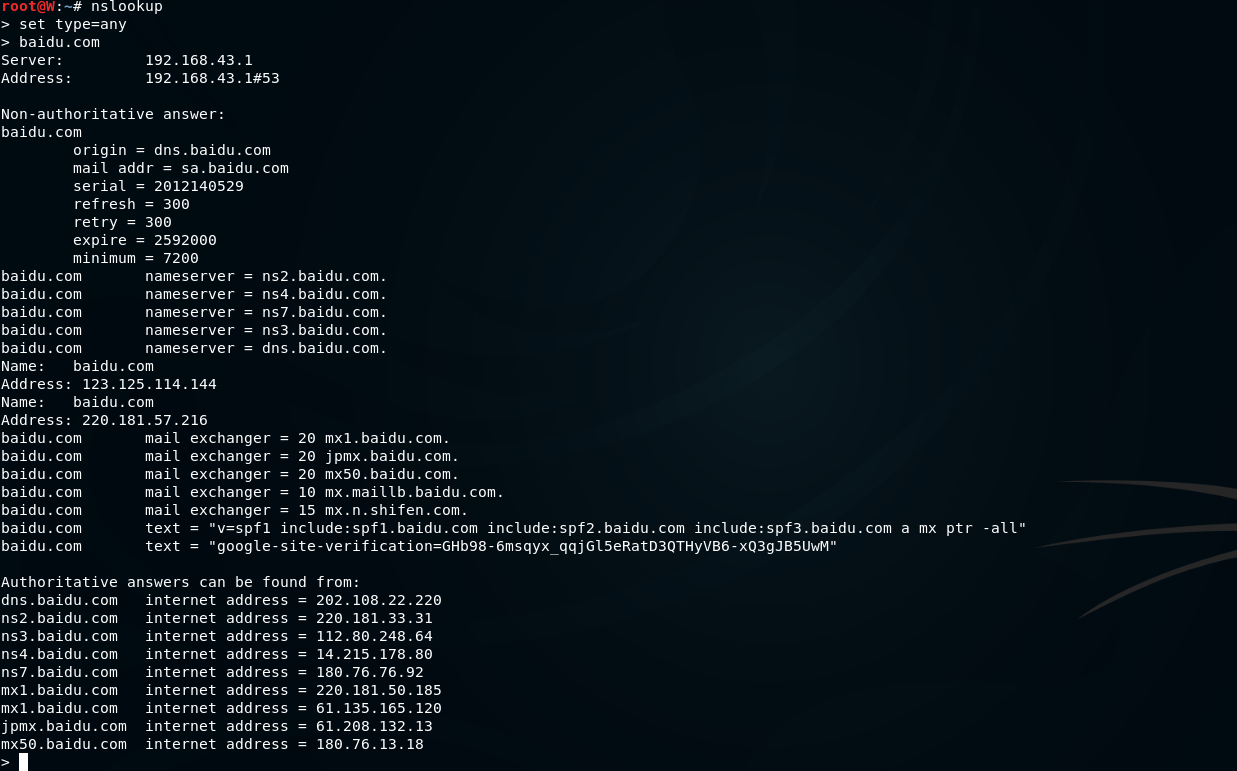 root@W:~# nslookup
> set type=any
> baidu.com
Server:         192.168.43.1
Address:        192.168.43.1#53

Non-authoritative answer:
baidu.com
        origin = dns.baidu.com
        mail addr = sa.baidu.com
        serial = 2012140529
        refresh = 300
        retry = 300
        expire = 2592000
        minimum = 7200
baidu.com       nameserver = ns2.baidu.com.
baidu.com       nameserver = ns4.baidu.com.
baidu.com       nameserver = ns7.baidu.com.
baidu.com       nameserver = ns3.baidu.com.
baidu.com       nameserver = dns.baidu.com.
Name:   baidu.com
Address: 123.125.114.144
Name:   baidu.com
Address: 220.181.57.216
baidu.com       mail exchanger = 20 mx1.baidu.com.
baidu.com       mail exchanger = 20 jpmx.baidu.com.
baidu.com       mail exchanger = 20 mx50.baidu.com.
baidu.com       mail exchanger = 10 mx.maillb.baidu.com.
baidu.com       mail exchanger = 15 mx.n.shifen.com.
baidu.com       text = "v=spf1 include:spf1.baidu.com include:spf2.baidu.com include:spf3.baidu.com a mx ptr -all"
baidu.com       text = "google-site-verification=GHb98-6msqyx_qqjGl5eRatD3QTHyVB6-xQ3gJB5UwM"

Authoritative answers can be found from:
dns.baidu.com   internet address = 202.108.22.220
ns2.baidu.com   internet address = 220.181.33.31
ns3.baidu.com   internet address = 112.80.248.64
ns4.baidu.com   internet address = 14.215.178.80
ns7.baidu.com   internet address = 180.76.76.92
mx1.baidu.com   internet address = 220.181.50.185
mx1.baidu.com   internet address = 61.135.165.120
jpmx.baidu.com  internet address = 61.208.132.13
mx50.baidu.com  internet address = 180.76.13.18
>